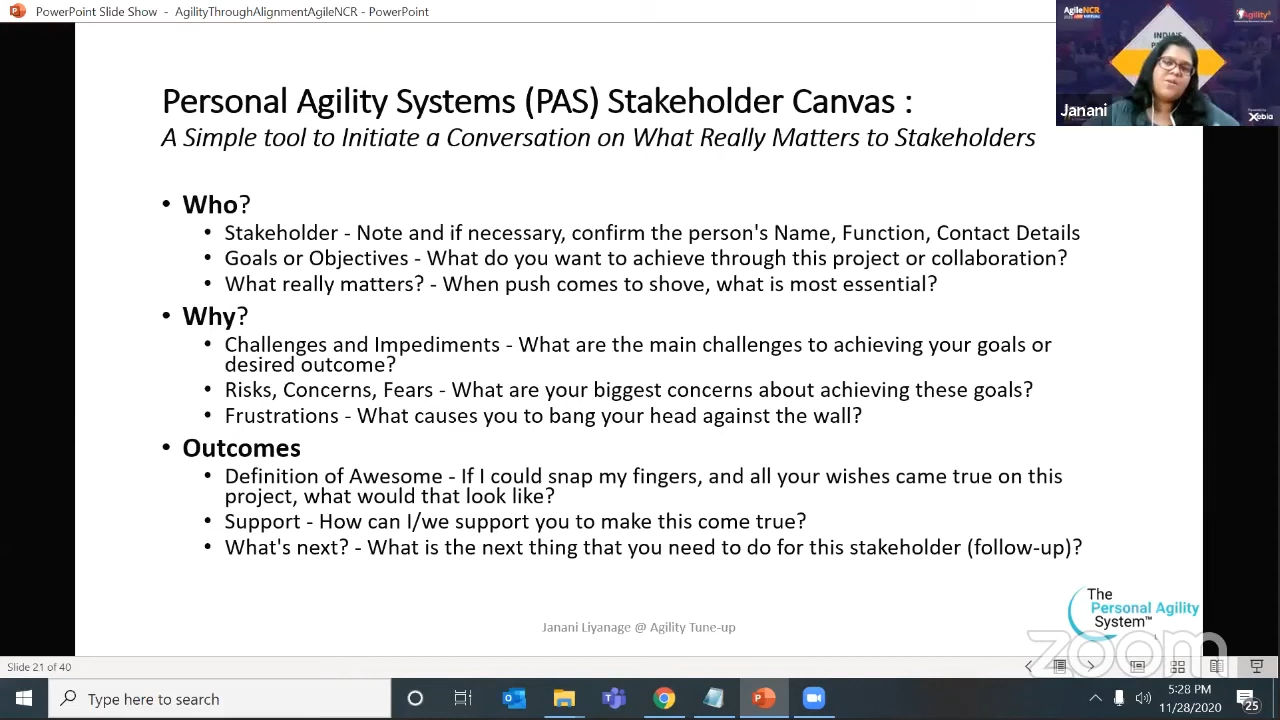 PowerPoint Slide Show - AgilityThroughAlignmentAgileNCR - PowerPoint
AgileNCR
Agility
INDIA'S
Janani
Xebia
Personal Agility Systems (PAS) Stakeholder Canvas :
A Simple tool to Initiate a Conversation on What Really Matters to Stakeholders
• Who?
• Stakeholder - Note and if necessary, confirm the person's Name, Function, Contact Details
• Goals or Objectives - What do you want to achieve through this project or collaboration?
• What really matters? - When push comes to shove, what is most essential?
• Why?
• Challenges and Impediments - What are the main challenges to achieving your goals or
desired outcome?
• Risks, Concerns, Fears - What are your biggest concerns about achieving these goals?
• Frustrations - What causes you to bang your head against the wall?
• Outcomes
• Definition of Awesome - If I could snap my fingers, and all your wishes came true on this
project, what would that look like?
• Support - How can I/we support you to make this come true?
• What's next? - What is the next thing that you need to do for this stakeholder (follow-up)?
The
Personal Agility
System™
Janani Liyanage @ Agility Tune-up
zoom
Slide 21 of 40
Type here to search
5:28 PM
11/28/2020
25